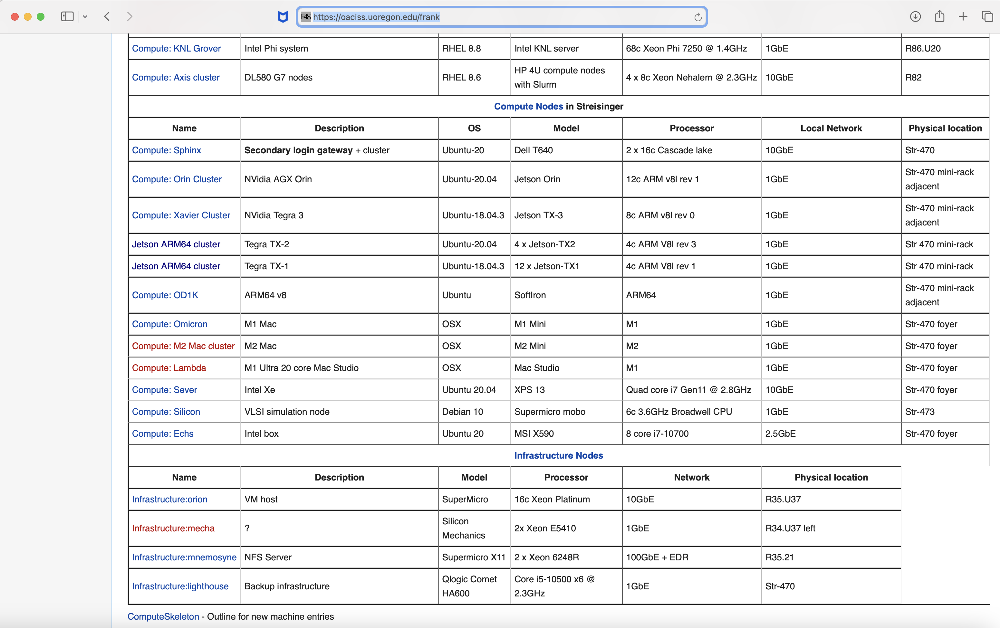 E4S https://oaciss.uoregon.edu/frank
Compute: KNL Grover Intel Phi system RHEL 8.8 Intel KNL server 68c Xeon Phi 7250 @ 1.4GHz 1GbE R86.U20
Compute: Axis cluster DL580 G7 nodes RHEL 8.6 HP 4U compute nodes with Slurm 4 x 8c Xeon Nehalem @ 2.3GHz 10GbE R82
Compute Nodes in Streisinger
Name Description OS Model Processor Local Network Physical location
Compute: Sphinx Secondary login gateway + cluster Ubuntu-20 Dell T640 2 x 16c Cascade lake 10GbE Str-470
Compute: Orin Cluster NVidia AGX Orin Ubuntu-20.04 Jetson Orin 12c ARM v8l rev 1 1GbE Str-470 mini-rack adjacent
Compute: Xavier Cluster NVidia Tegra 3 Ubuntu-18.04.3 Jetson TX-3 8c ARM v8l rev 0 1GbE Str-470 mini-rack adjacent
Jetson ARM64 cluster Tegra TX-2 Ubuntu-20.04 4 x Jetson-TX2 4c ARM V8l rev 3 1GbE Str 470 mini-rack
Jetson ARM64 cluster Tegra TX-1 Ubuntu-18.04.3 12 x Jetson-TX1 4c ARM V8l rev 1 1GbE Str 470 mini-rack
Compute: OD1K ARM64 v8 Ubuntu SoftIron ARM64 1GbE Str-470 mini-rack adjacent
Compute: Omicron M1 Mac OSX M1 Mini M1 1GbE Str-470 foyer
Compute: M2 Mac cluster M2 Mac OSX M2 Mini M2 1GbE Str-470 foyer
Compute: Lambda M1 Ultra 20 core Mac Studio OSX Mac Studio M1 1GbE Str-470 foyer
Compute: Sever Intel Xe Ubuntu 20.04 XPS 13 Quad core i7 Gen11 @ 2.8GHz 10GbE Str-470 foyer
Compute: Silicon VLSI simulation node Debian 10 Supermicro mobo 6c 3.6GHz Broadwell CPU 1GbE Str-473
Compute: Echs Intel box Ubuntu 20 MSI X590 8 core i7-10700 2.5GbE Str-470 foyer
Infrastructure Nodes
Name Description Model Processor Network Physical location
Infrastructure:orion VM host SuperMicro 16c Xeon Platinum 10GbE R35.U37
Infrastructure:mecha ? Silicon Mechanics 2x Xeon E5410 1GbE R34.U37 left
Infrastructure:mnemosyne NFS Server Supermicro X11 2 x Xeon 6248R 100GbE + EDR R35.21
Infrastructure:lighthouse Backup infrastructure Qlogic Comet HA600 Core i5-10500 x6 @ 2.3GHz 1GbE Str-470
ComputeSkeleton - Outline for new machine entries